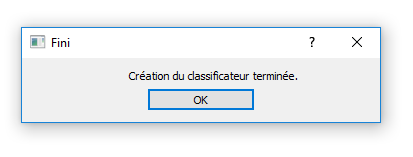 Fini
?
Création du classificateur terminée.
OK